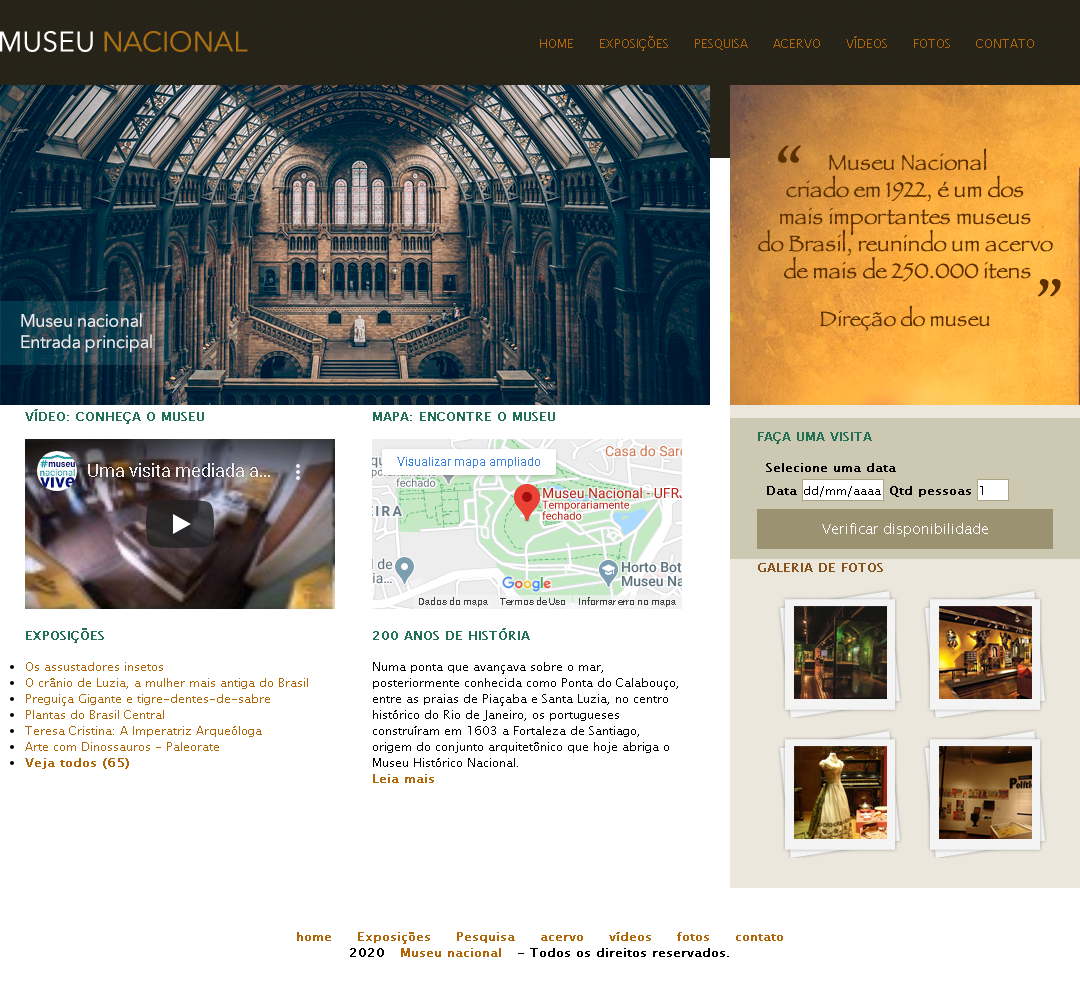 MUSEU NACIONAL
HOME EXPOSIÇÕES PESQUISA ACERVO VÍDEOS FOTOS CONTATO
Museu nacional
Entrada principal
“ Museu Nacional
criado em 1922, é um dos
mais importantes museus
do Brasil, reunindo um acervo
de mais de 250.000 itens ”
Direção do museu
VÍDEO: CONHEÇA O MUSEU
#museu
nacional
vive
Uma visita mediada a...
MAPA: ENCONTRE O MUSEU
Visualizar mapa ampliado
Casa do
fechado
Museu Nacional - UFRJ
Temporariamente
fechado
EIRA
Horto Bot
Museu Na
Google
Dados do mapa Termos de Uso Informar erro no mapa
FAÇA UMA VISITA
Selecione uma data
Data dd/mm/aaaa Qtd pessoas 1
Verificar disponibilidade
GALERIA DE FOTOS
EXPOSIÇÕES
Os assustadores insetos
O crânio de Luzia, a mulher mais antiga do Brasil
Preguiça Gigante e tigre-dentes-de-sabre
Plantas do Brasil Central
Teresa Cristina: A Imperatriz Arqueóloga
Arte com Dinossauros - Paleorate
Veja todos (65)
200 ANOS DE HISTÓRIA
Numa ponta que avançava sobre o mar,
posteriormente conhecida como Ponta do Calabouço,
entre as praias de Piaçaba e Santa Luzia, no centro
histórico do Rio de Janeiro, os portugueses
construíram em 1603 a Fortaleza de Santiago,
origem do conjunto arquitetônico que hoje abriga o
Museu Histórico Nacional.
Leia mais
home Exposições Pesquisa acervo vídeos fotos contato
2020 Museu nacional - Todos os direitos reservados.